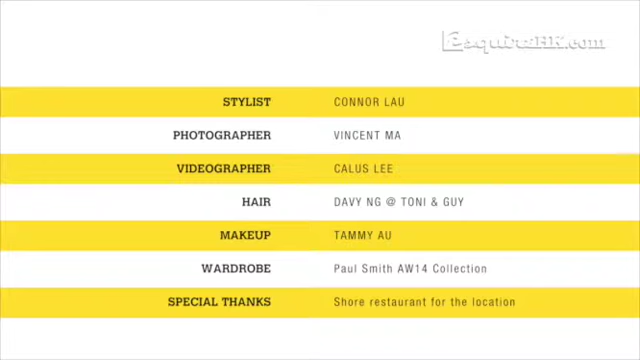 EsquireHK.com
STYLIST CONNOR LAU
PHOTOGRAPHER VINCENT MA
VIDEOGRAPHER CALUS LEE
HAIR DAVY NG @ TONI & GUY
MAKEUP TAMMY AU
WARDROBE Paul Smith AW14 Collection
SPECIAL THANKS Shore restaurant for the location